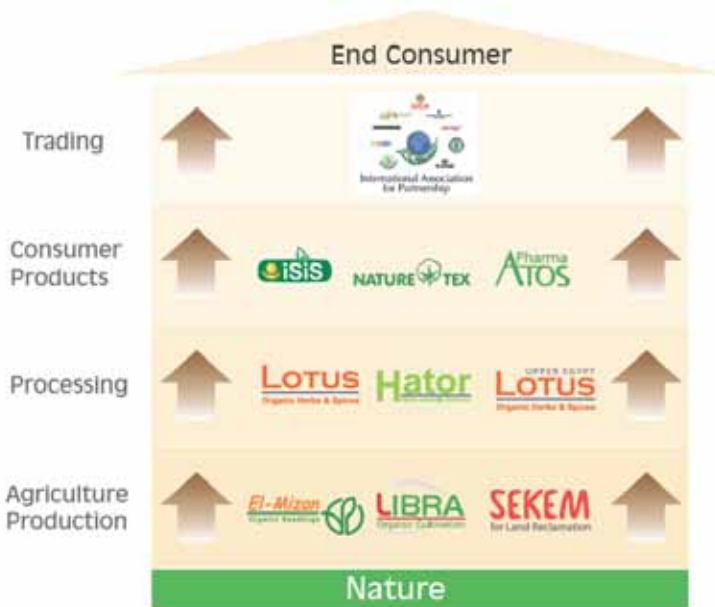 End Consumer
Trading
International Association
for Partnership
Consumer
Products
iSiS
NATURE TEX
Pharma
ATOS
Processing
LOTUS
Organic Herbs & Spices
Hator
UPPER EGYPT
LOTUS
Organic Herbs & Spices
Agriculture
Production
El-Mizan
Organic Seedlings
LIBRA
Organic Cultivation
SEKEM
for Land Reclamation
Nature